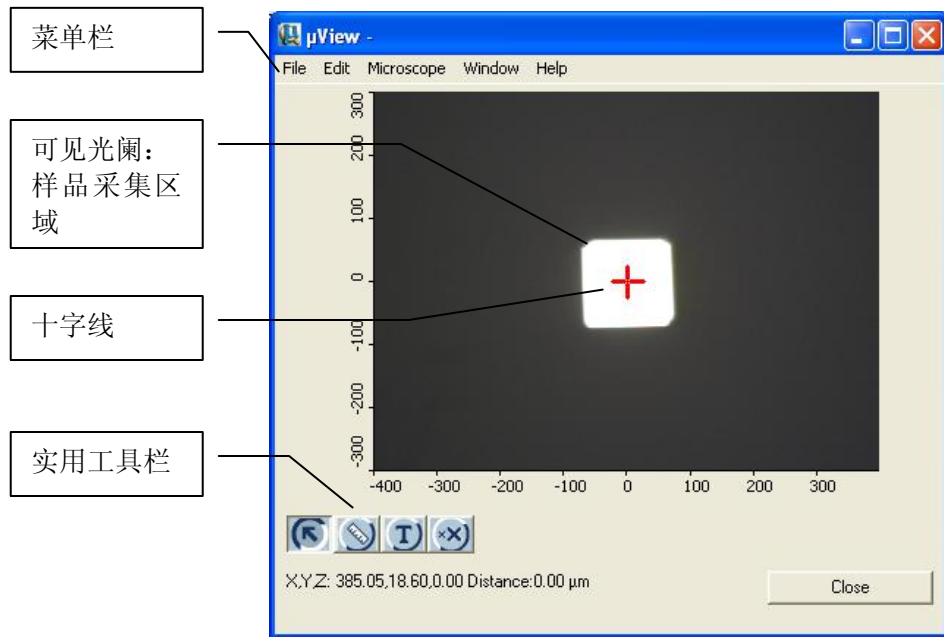 菜单栏
µView -
File Edit Microscope Window Help
可见光阑：
样品采集区
域
十字线
实用工具栏
300
200
100
0
-100
-200
-300
-400 -300 -200 -100 0 100 200 300
T
×X
X,Y,Z: 385.05,18.60,0.00 Distance:0.00 µm
Close